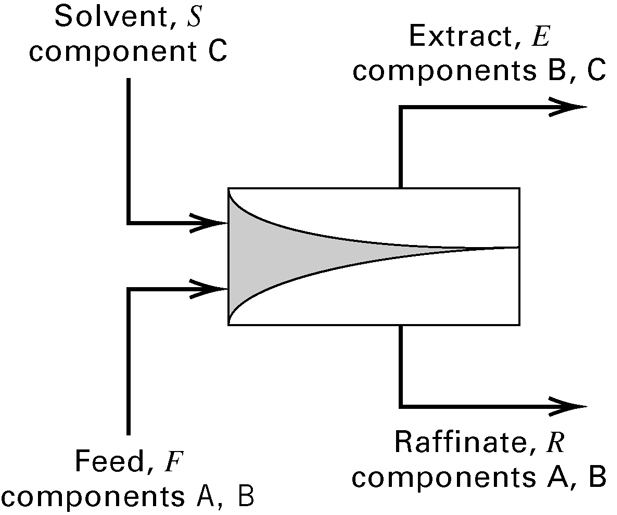 Solvent, S
component C
Extract, E
components B, C
Feed, F
components A, B
Raffinate, R
components A, B